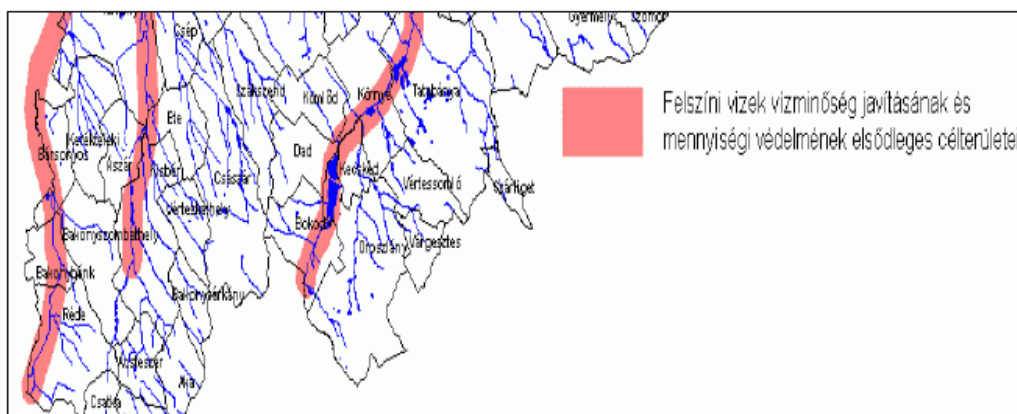 Gyermely
Szomor
Csép
Szákszend
Kömlőd
Környe
Tatabánya
Ete
Kerékteleki
Bársonyos
Ászár
Kisbér
Dad
Kecskéd
Császár
Vértessomló
Szárliget
Vérteskethely
Bokod
Bakonyszombathely
Oroszlány
Várgesztes
Bakonybánk
Bakonysárkány
Réde
Ácsteszér
Aka
Csatka
Felszíni vizek vízminőség javításának és
mennyiségi védelmének elsődleges célterületei